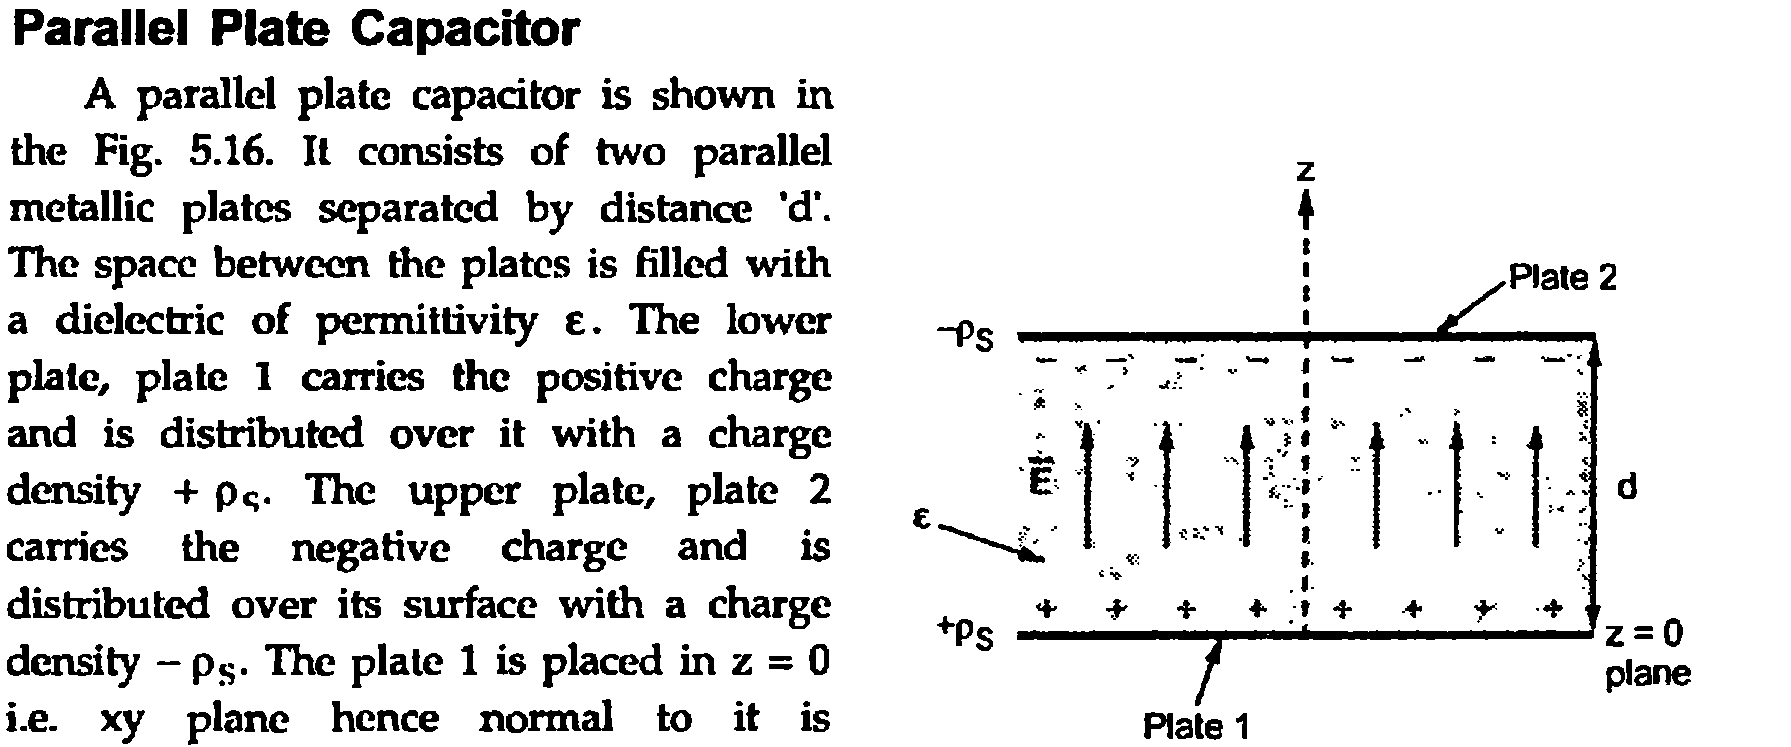 Parallel Plate Capacitor
A parallel plate capacitor is shown in
the Fig. 5.16. It consists of two parallel
metallic plates separated by distance 'd'.
The space between the plates is filled with
a dielectric of permittivity ε. The lower
plate, plate 1 carries the positive charge
and is distributed over it with a charge
density + ρS. The upper plate, plate 2
carries the negative charge and is
distributed over its surface with a charge
density – ρS. The plate 1 is placed in z = 0
i.e. xy plane hence normal to it is
z
Plate 2
–ρS
– – – – – – – –
E
d
ε
+ + + + + + + +
+ρS
z = 0
plane
Plate 1